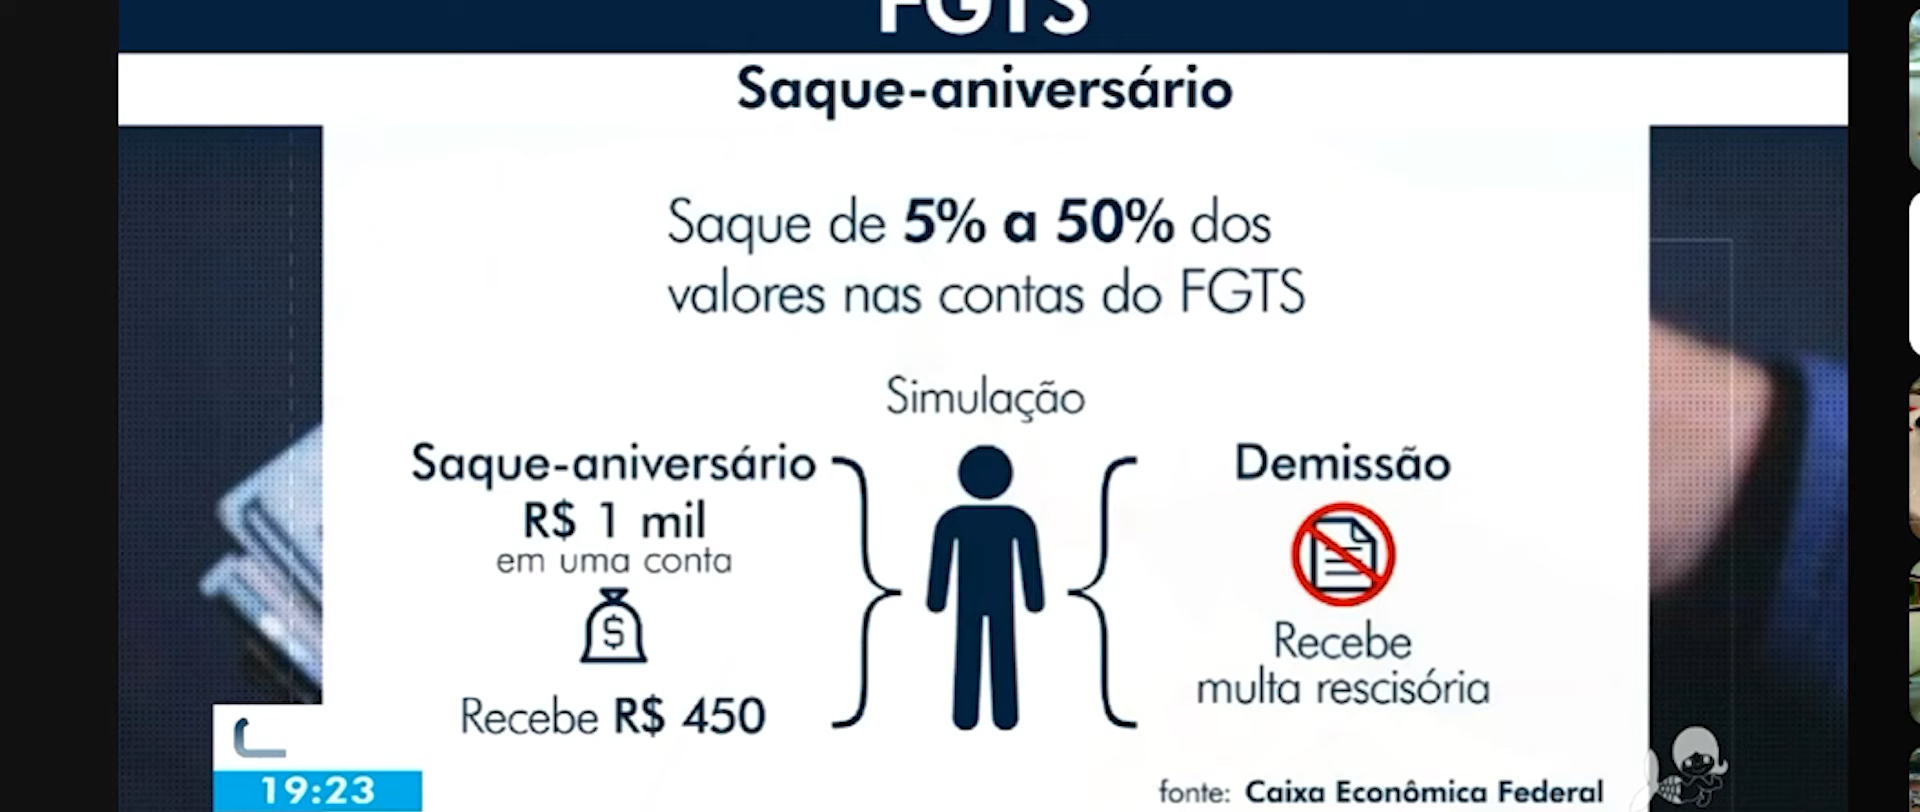 FGTS
Saque-aniversário
Saque de 5% a 50% dos
valores nas contas do FGTS
Simulação
Saque-aniversário
R$ 1 mil
em uma conta
$
Recebe R$ 450
Demissão
Recebe
multa rescisória
19:23
fonte: Caixa Econômica Federal